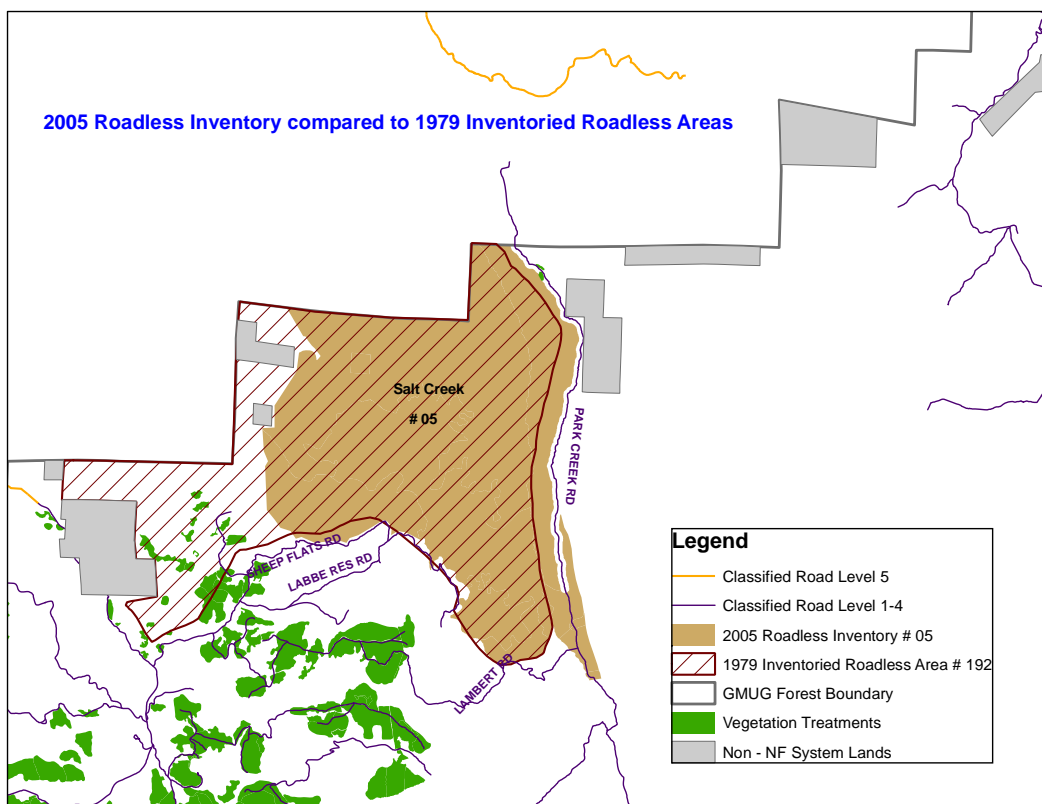 2005 Roadless Inventory compared to 1979 Inventoried Roadless Areas
Salt Creek
# 05
PARK CREEK RD
SHEEP FLATS RD
LABBE RES RD
LAMBERT RD
Legend
Classified Road Level 5
Classified Road Level 1-4
2005 Roadless Inventory # 05
1979 Inventoried Roadless Area # 192
GMUG Forest Boundary
Vegetation Treatments
Non - NF System Lands